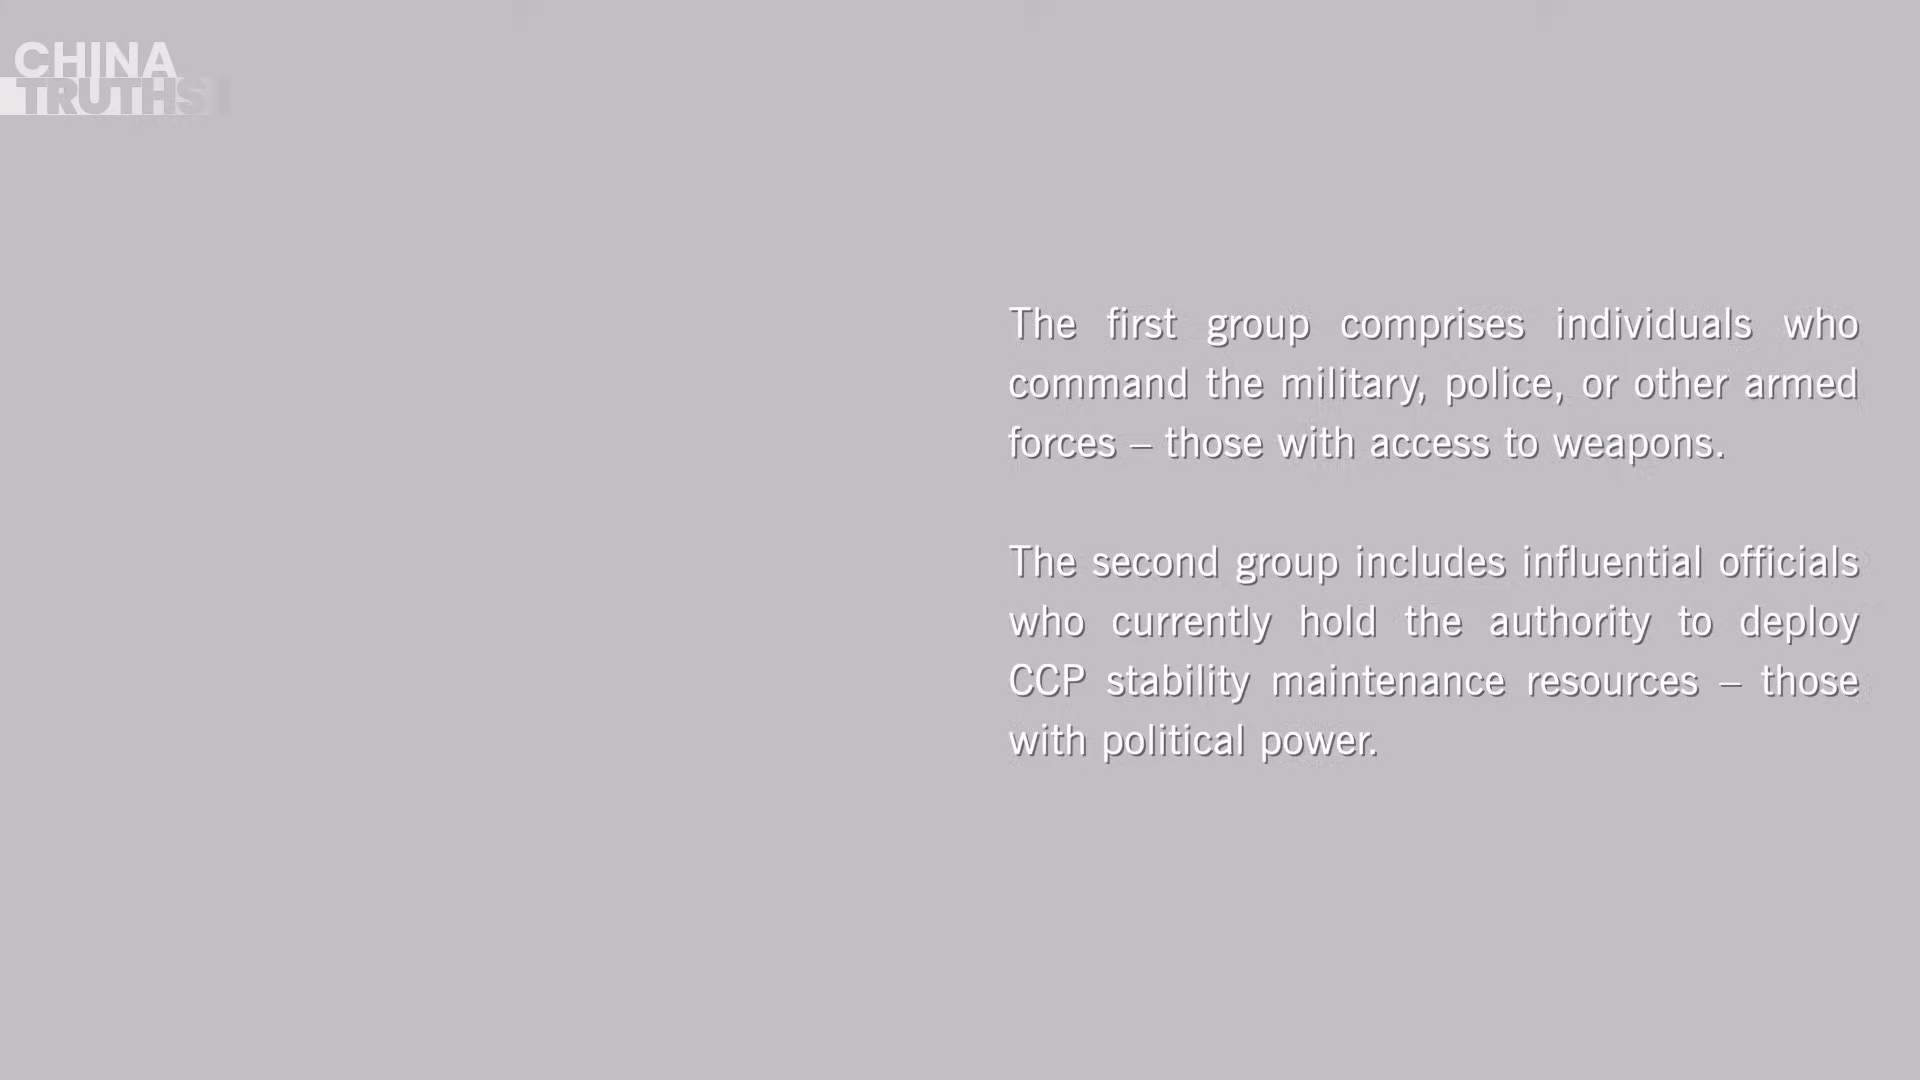 CHINA
TRUTHS
The first group comprises individuals who
command the military, police, or other armed
forces – those with access to weapons.
The second group includes influential officials
who currently hold the authority to deploy
CCP stability maintenance resources – those
with political power.